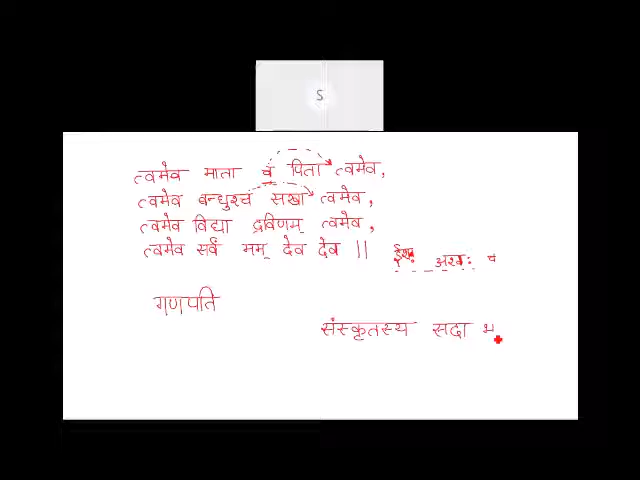 5
त्वमेव माता च पिता त्वमेव,
त्वमेव बन्धुश्च सखा त्वमेव,
त्वमेव विद्या द्रविणम् त्वमेव,
त्वमेव सर्वं मम् देव देव ||
च
गणपति
संस्कृतस्य सदा